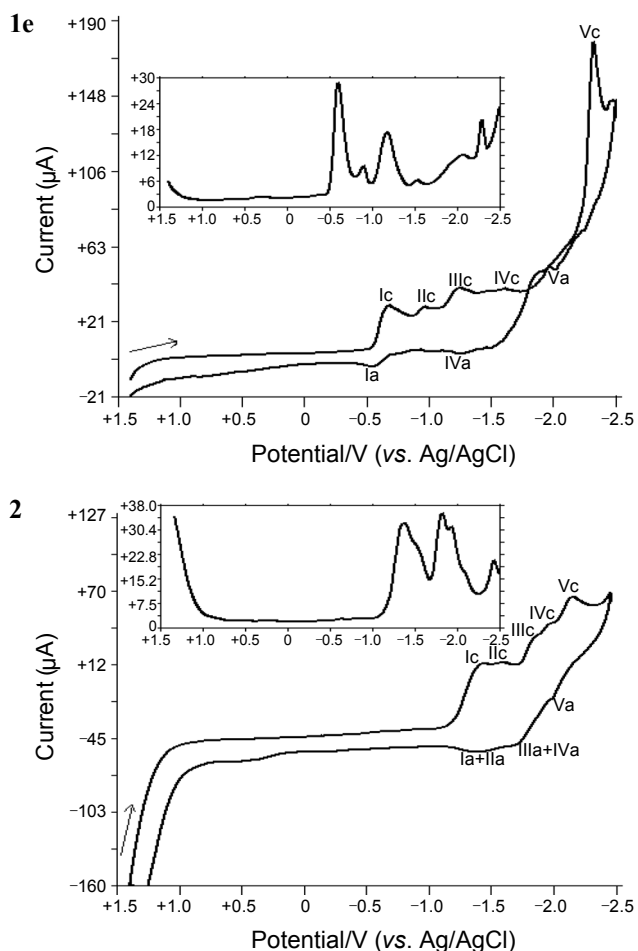 1e
Current (µA)
+190
+148
+106
+63
+21
−21
+30
+24
+18
+12
+6
0
+1.5 +1.0 +0.5 0 −0.5 −1.0 −1.5 −2.0 −2.5
Vc
Ic IIc IIIc IVc Va
Ia IVa
+1.5 +1.0 +0.5 0 −0.5 −1.0 −1.5 −2.0 −2.5
Potential/V (vs. Ag/AgCl)
2
Current (µA)
+127
+70
+12
−45
−103
−160
+38.0
+30.4
+22.8
+15.2
+7.5
0
+1.5 +1.0 +0.5 0 −0.5 −1.0 −1.5 −2.0 −2.5
Ic IIc IIIc IVc Vc
Va
Ia+IIa IIIa+IVa
+1.5 +1.0 +0.5 0 −0.5 −1.0 −1.5 −2.0 −2.5
Potential/V (vs. Ag/AgCl)